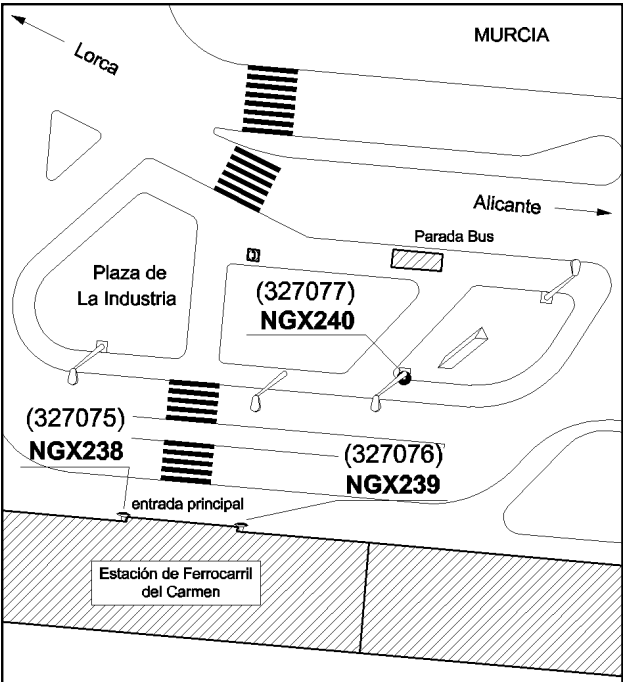 MURCIA
Lorca
Alicante
Parada Bus
Plaza de
La Industria
(327077)
NGX240
(327075)
NGX238
(327076)
NGX239
entrada principal
Estación de Ferrocarril
del Carmen